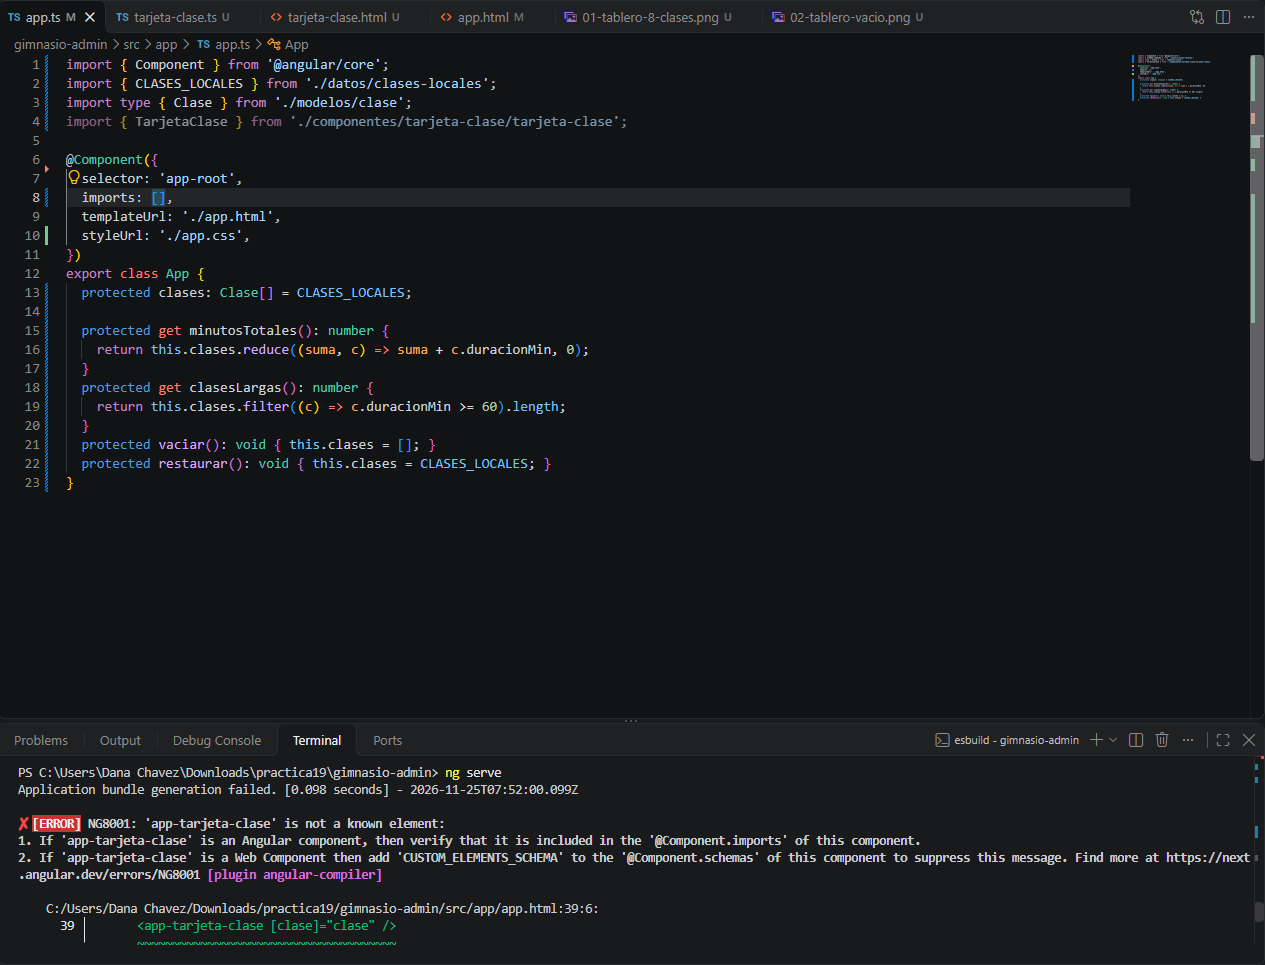 TS app.ts M
TS tarjeta-clase.ts U
<> tarjeta-clase.html U
<> app.html M
01-tablero-8-clases.png U
02-tablero-vacio.png U
gimnasio-admin > src > app > TS app.ts > App
1 import { Component } from '@angular/core';
2 import { CLASES_LOCALES } from './datos/clases-locales';
3 import type { Clase } from './modelos/clase';
4 import { TarjetaClase } from './componentes/tarjeta-clase/tarjeta-clase';
5
6 @Component({
7   selector: 'app-root',
8   imports: [],
9   templateUrl: './app.html',
10   styleUrl: './app.css',
11 })
12 export class App {
13   protected clases: Clase[] = CLASES_LOCALES;
14
15   protected get minutosTotales(): number {
16     return this.clases.reduce((suma, c) => suma + c.duracionMin, 0);
17   }
18   protected get clasesLargas(): number {
19     return this.clases.filter((c) => c.duracionMin >= 60).length;
20   }
21   protected vaciar(): void { this.clases = []; }
22   protected restaurar(): void { this.clases = CLASES_LOCALES; }
23 }
Problems Output Debug Console Terminal Ports
esbuild - gimnasio-admin
PS C:\Users\Dana Chavez\Downloads\practica19\gimnasio-admin> ng serve
Application bundle generation failed. [0.098 seconds] - 2026-11-25T07:52:00.099Z
✗ [ERROR] NG8001: 'app-tarjeta-clase' is not a known element:
1. If 'app-tarjeta-clase' is an Angular component, then verify that it is included in the '@Component.imports' of this component.
2. If 'app-tarjeta-clase' is a Web Component then add 'CUSTOM_ELEMENTS_SCHEMA' to the '@Component.schemas' of this component to suppress this message. Find more at https://next
.angular.dev/errors/NG8001 [plugin angular-compiler]
C:/Users/Dana Chavez/Downloads/practica19/gimnasio-admin/src/app/app.html:39:6:
39 │ <app-tarjeta-clase [clase]="clase" />
~~~~~~~~~~~~~~~~~~~~~~~~~~~~~~~~~~